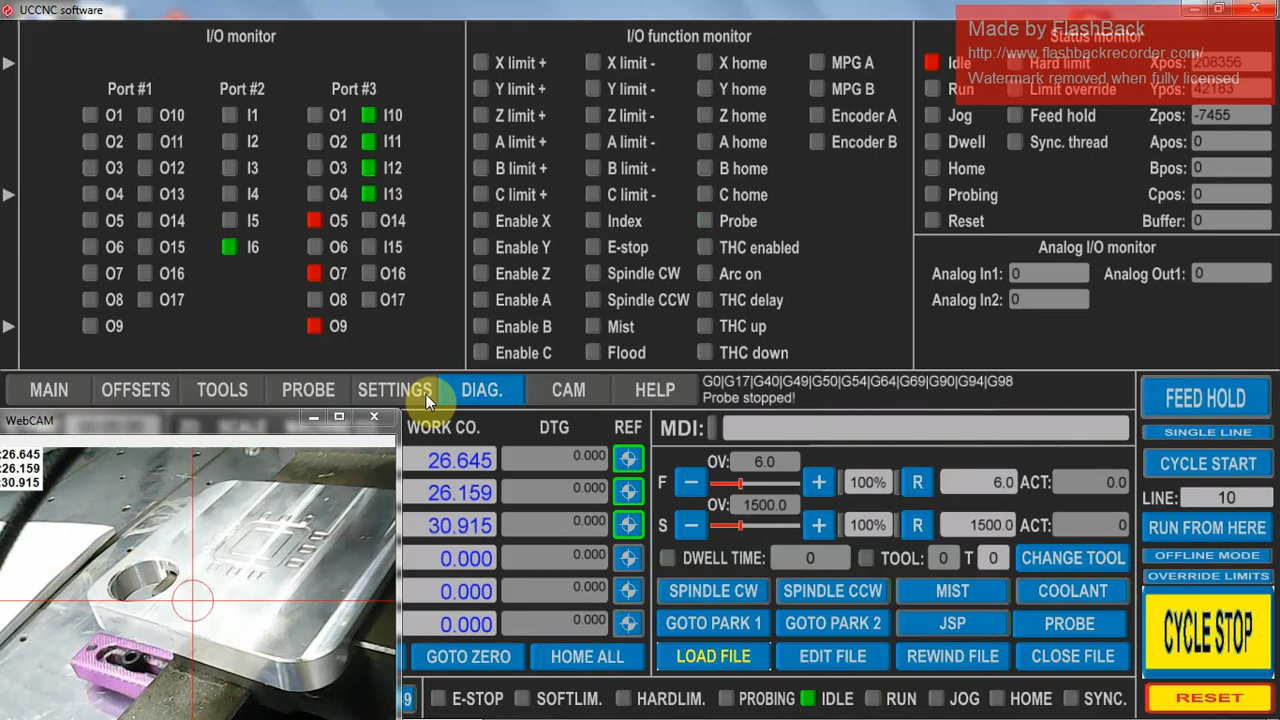 UCCNC software
Made by FlashBack
http://www.flashbackrecorder.com/
Watermark removed when fully licensed
I/O monitor
Port #1 Port #2 Port #3
O1 O10 I1 O1 I10
O2 O11 I2 O2 I11
O3 O12 I3 O3 I12
O4 O13 I4 O4 I13
O5 O14 I5 O5 O14
O6 O15 I6 O6 I15
O7 O16 O7 O16
O8 O17 O8 O17
O9 O9
I/O function monitor
X limit + X limit - X home MPG A
Y limit + Y limit - Y home MPG B
Z limit + Z limit - Z home Encoder A
A limit + A limit - A home Encoder B
B limit + B limit - B home
C limit + C limit - C home
Enable X Index Probe
Enable Y E-stop THC enabled
Enable Z Spindle CW Arc on
Enable A Spindle CCW THC delay
Enable B Mist THC up
Enable C Flood THC down
Status monitor
Idle Hard limit Xpos: 208356
Run Limit override Ypos: 42183
Jog Feed hold Zpos: -7455
Dwell Sync. thread Apos: 0
Home Bpos: 0
Probing Cpos: 0
Reset Buffer: 0
Analog I/O monitor
Analog In1: 0 Analog Out1: 0
Analog In2: 0
MAIN OFFSETS TOOLS PROBE SETTINGS DIAG. CAM HELP
G0|G17|G40|G49|G50|G54|G64|G69|G90|G94|G98
Probe stopped!
WebCAM
:26.645
:26.159
:30.915
WORK CO. DTG REF
26.645 0.000
26.159 0.000
30.915 0.000
0.000 0.000
0.000 0.000
0.000 0.000
GOTO ZERO HOME ALL
MDI:
OV: 6.0
F − + 100% R 6.0 ACT: 0.0
OV: 1500.0
S − + 100% R 1500.0 ACT: 0
DWELL TIME: 0 TOOL: 0 T 0 CHANGE TOOL
SPINDLE CW SPINDLE CCW MIST COOLANT
GOTO PARK 1 GOTO PARK 2 JSP PROBE
LOAD FILE EDIT FILE REWIND FILE CLOSE FILE
9 E-STOP SOFTLIM. HARDLIM. PROBING IDLE RUN JOG HOME SYNC.
FEED HOLD
SINGLE LINE
CYCLE START
LINE: 10
RUN FROM HERE
OFFLINE MODE
OVERRIDE LIMITS
CYCLE STOP
RESET